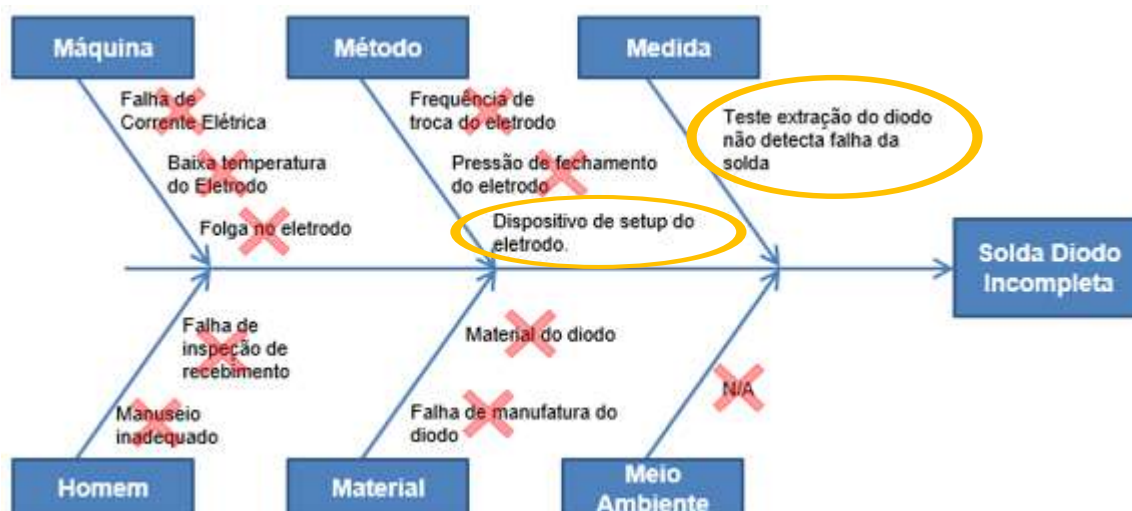 Máquina
Método
Medida
Falha de
Corrente Elétrica
Baixa temperatura
do Eletrodo
Folga no eletrodo
Frequência de
troca do eletrodo
Pressão de fechamento
do eletrodo
Dispositivo de setup do
eletrodo.
Teste extração do diodo
não detecta falha da
solda
Solda Diodo
Incompleta
Falha de
inspeção de
recebimento
Manuseio
inadequado
Material do diodo
Falha de manufatura do
diodo
N/A
Homem
Material
Meio
Ambiente